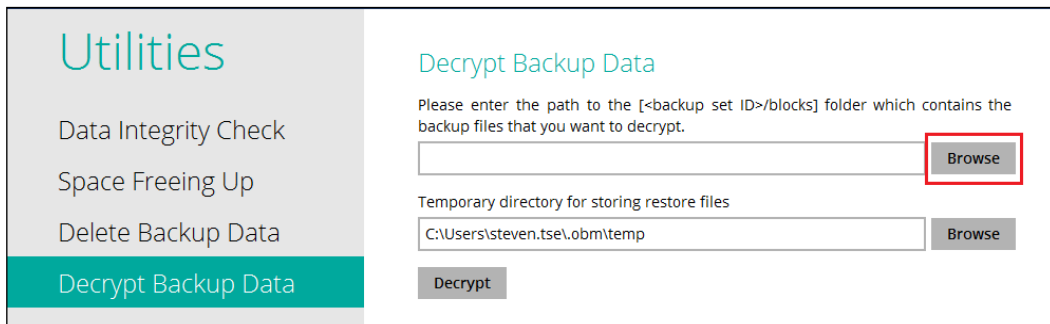 Utilities
Data Integrity Check
Space Freeing Up
Delete Backup Data
Decrypt Backup Data
Decrypt Backup Data
Please enter the path to the [<backup set ID>/blocks] folder which contains the
backup files that you want to decrypt.
Browse
Temporary directory for storing restore files
C:\Users\steven.tse\.obm\temp
Browse
Decrypt